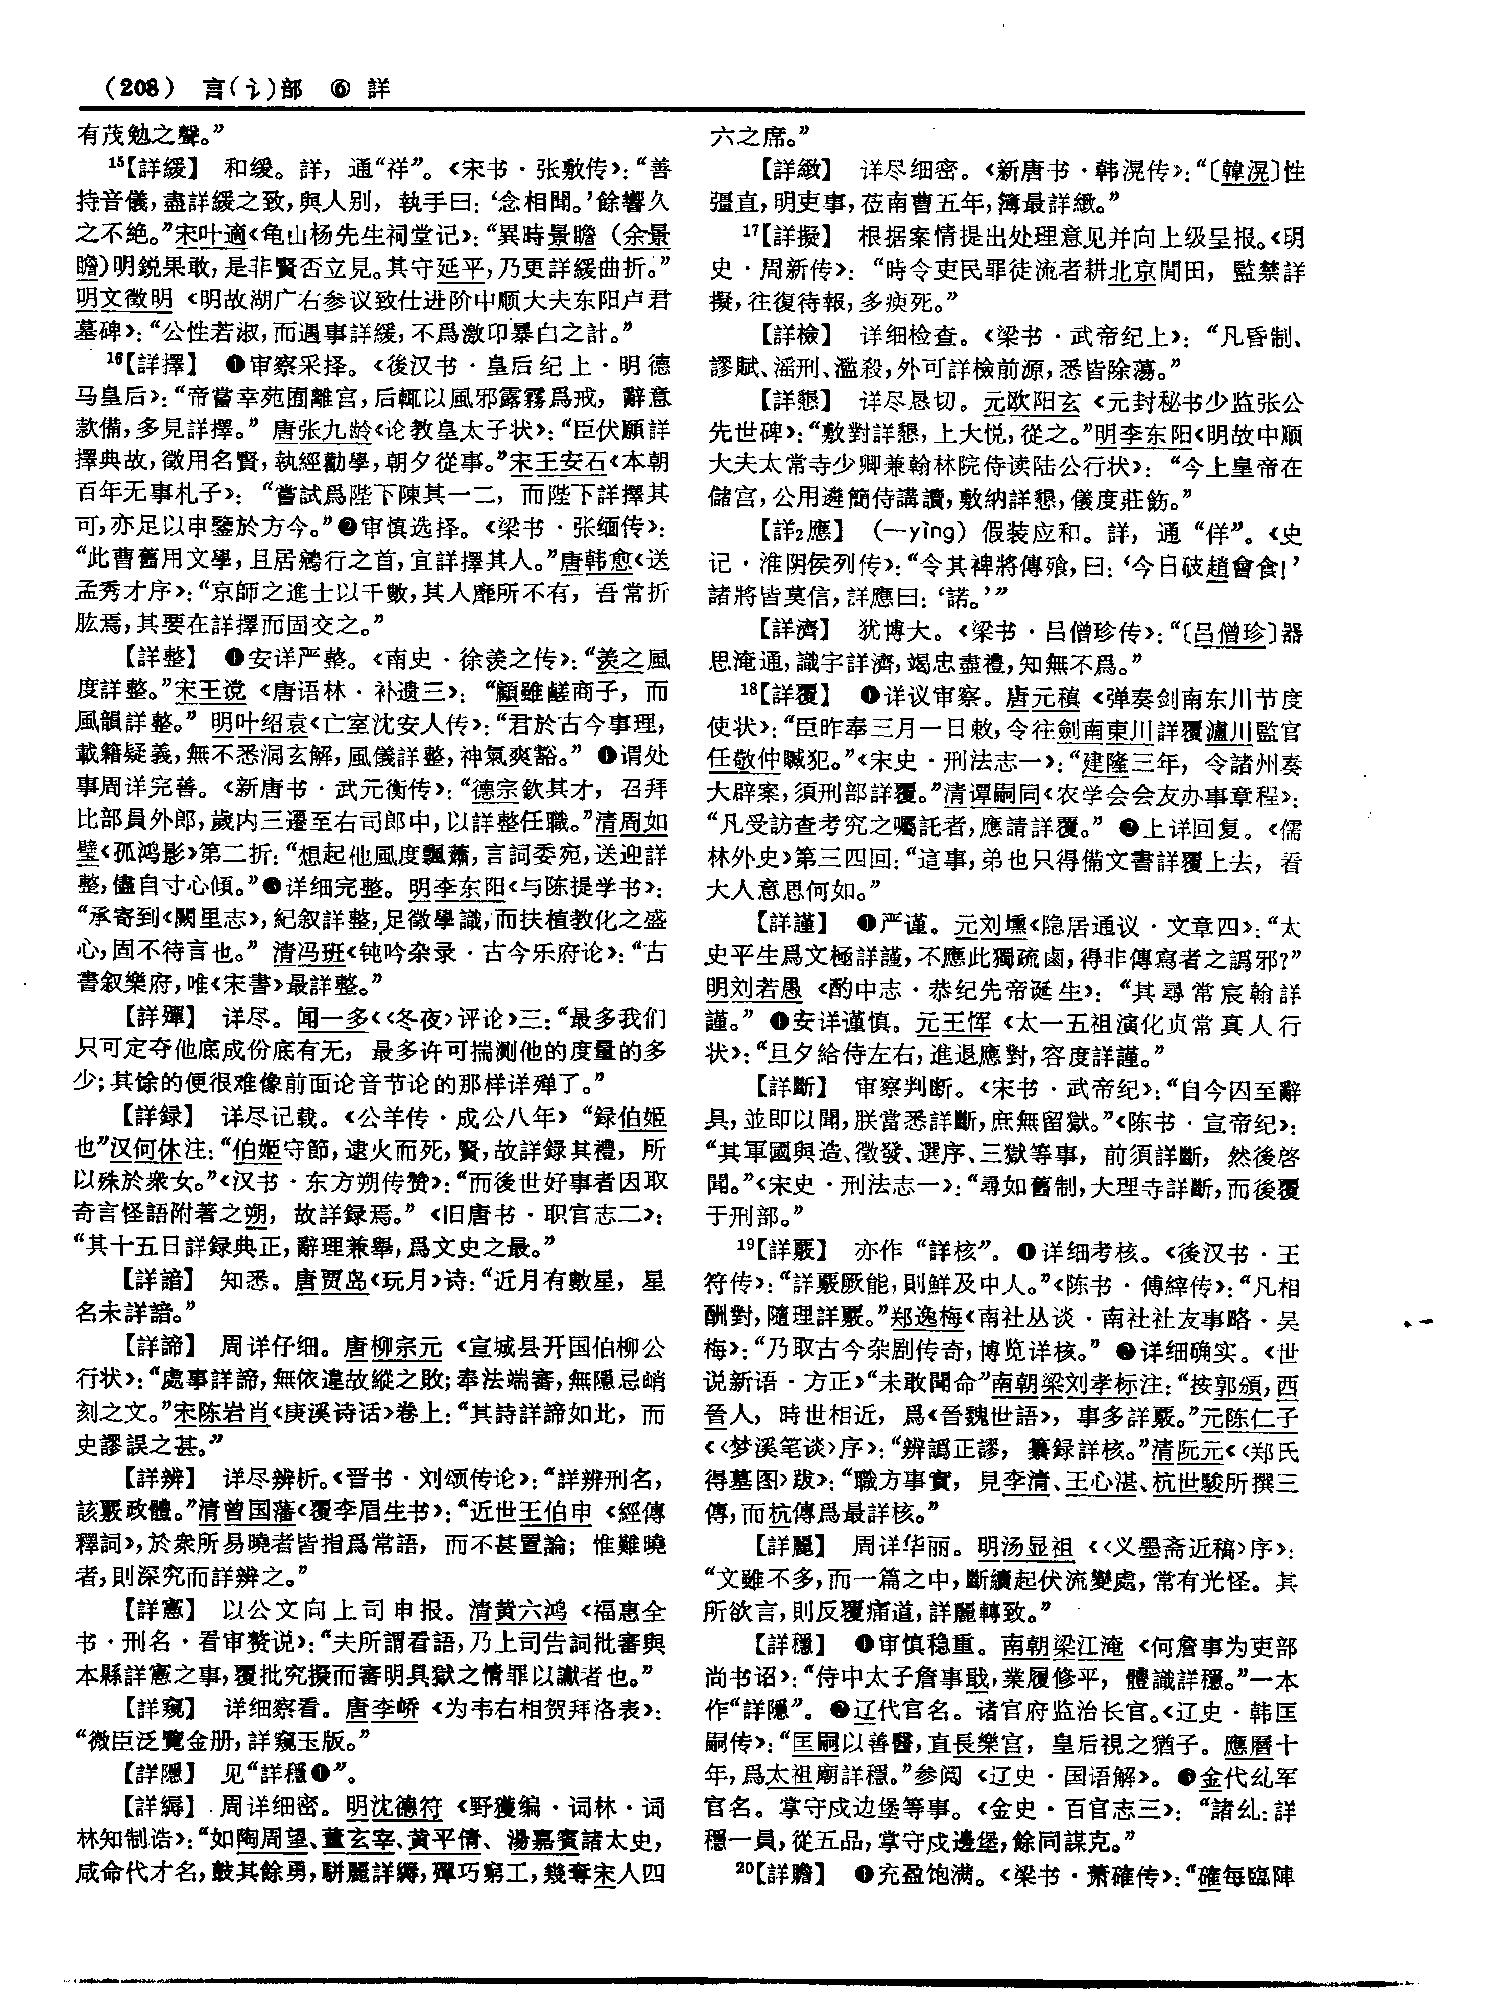 （208） 言(讠)部 ⑥ 詳
有茂勉之聲。”
15【詳緩】 和缓。詳，通“祥”。《宋书·张敷传》：“善
持音儀，盡詳緩之致，與人别，執手曰：‘念相聞。’餘響久
之不絶。”宋叶適《龟山杨先生祠堂记》：“異時景瞻（余景
瞻）明鋭果敢，是非賢否立見。其守延平，乃更詳緩曲折。”
明文徵明《明故湖广右参议致仕进阶中顺大夫东阳卢君
墓碑》：“公性若淑，而遇事詳緩，不爲激卬暴白之計。”
16【詳擇】 ❶审察采择。《後汉书·皇后纪上·明德
马皇后》：“帝嘗幸苑囿離宫，后輒以風邪露霧爲戒，辭意
款備，多見詳擇。”唐张九龄《论教皇太子状》：“臣伏願詳
擇典故，徵用名賢，執經勸學，朝夕從事。”宋王安石《本朝
百年无事札子》：“嘗試爲陛下陳其一二，而陛下詳擇其
可，亦足以申鑒於方今。”❷审慎选择。《梁书·张缅传》：
“此曹舊用文學，且居鵷行之首，宜詳擇其人。”唐韩愈《送
孟秀才序》：“京師之進士以千數，其人靡所不有，吾常折
肱焉，其要在詳擇而固交之。”
【詳整】 ❶安详严整。《南史·徐羡之传》：“羨之風
度詳整。”宋王谠《唐语林·补遗三》：“顧雖鹺商子，而
風韻詳整。”明叶绍袁《亡室沈安人传》：“君於古今事理，
載籍疑義，無不悉洞玄解，風儀詳整，神氣爽豁。”❶谓处
事周详完善。《新唐书·武元衡传》：“德宗欽其才，召拜
比部員外郎，歲内三遷至右司郎中，以詳整任職。”清周如
璧《孤鸿影》第二折：“想起他風度飄蕭，言詞委宛，送迎詳
整，儘自寸心傾。”❸详细完整。明李东阳《与陈提学书》：
“承寄到《闕里志》，紀叙詳整，足徵學識，而扶植教化之盛
心，固不待言也。”清冯班《钝吟杂录·古今乐府论》：“古
書叙樂府，唯《宋書》最詳整。”
【詳殫】 详尽。闻一多《〈冬夜〉评论》三：“最多我们
只可定夺他底成份底有无，最多许可揣测他的度量的多
少；其馀的便很难像前面论音节论的那样详殚了。”
【詳録】 详尽记载。《公羊传·成公八年》“録伯姬
也”汉何休注：“伯姬守節，逮火而死，賢，故詳録其禮，所
以殊於衆女。”《汉书·东方朔传赞》：“而後世好事者因取
奇言怪語附著之朔，故詳録焉。”《旧唐书·职官志二》：
“其十五日詳録典正，辭理兼舉，爲文史之最。”
【詳諳】 知悉。唐贾岛《玩月》诗：“近月有數星，星
名未詳諳。”
【詳諦】 周详仔细。唐柳宗元《宣城县开国伯柳公
行状》：“處事詳諦，無依違故縱之敗；奉法端審，無隱忌峭
刻之文。”宋陈岩肖《庚溪诗话》卷上：“其詩詳諦如此，而
史謬誤之甚。”
【詳辨】 详尽辨析。《晋书·刘颂传论》：“詳辨刑名，
該覈政體。”清曾国藩《覆李眉生书》：“近世王伯申《經傳
釋詞》，於衆所易曉者皆指爲常語，而不甚置論；惟難曉
者，則深究而詳辨之。”
【詳憲】 以公文向上司申报。清黄六鸿《福惠全
书·刑名·看审赘说》：“夫所謂看語，乃上司告詞批審與
本縣詳憲之事，覆批究擬而審明具獄之情罪以讞者也。”
【詳窺】 详细察看。唐李峤《为韦右相贺拜洛表》：
“微臣泛覽金册，詳窺玉版。”
【詳隱】 见“詳穩❶”。
【詳縟】 周详细密。明沈德符《野獲编·词林·词
林知制诰》：“如陶周望、董玄宰、黄平倩、湯嘉賓諸太史，
咸命代才名，鼓其餘勇，駢麗詳縟，殫巧窮工，幾奪宋人四
六之席。”
【詳緻】 详尽细密。《新唐书·韩滉传》：“〔韓滉〕性
彊直，明吏事，莅南曹五年，簿最詳緻。”
17【詳擬】 根据案情提出处理意见并向上级呈报。《明
史·周新传》：“時令吏民罪徒流者耕北京閒田，監禁詳
擬，往復待報，多瘐死。”
【詳檢】 详细检查。《梁书·武帝纪上》：“凡昏制、
謬賦、滛刑、濫殺，外可詳檢前源，悉皆除蕩。”
【詳懇】 详尽恳切。元欧阳玄《元封秘书少监张公
先世碑》：“敷對詳懇，上大悦，從之。”明李东阳《明故中顺
大夫太常寺少卿兼翰林院侍读陆公行状》：“今上皇帝在
儲宫，公用遴簡侍講讀，敷納詳懇，儀度莊飭。”
【詳2應】 （—yìng）假装应和。詳，通“佯”。《史
记·淮阴侯列传》：“令其裨將傳飱，曰：‘今日破趙會食！’
諸將皆莫信，詳應曰：‘諾。’”
【詳濟】 犹博大。《梁书·吕僧珍传》：“〔吕僧珍〕器
思淹通，識宇詳濟，竭忠盡禮，知無不爲。”
18【詳覆】 ❶详议审察。唐元稹《弹奏剑南东川节度
使状》：“臣昨奉三月一日敕，令往劍南東川詳覆瀘川監官
任敬仲贓犯。”《宋史·刑法志一》：“建隆三年，令諸州奏
大辟案，須刑部詳覆。”清谭嗣同《农学会会友办事章程》：
“凡受訪查考究之囑託者，應請詳覆。”❷上详回复。《儒
林外史》第三四回：“這事，弟也只得備文書詳覆上去，看
大人意思何如。”
【詳謹】 ❶严谨。元刘壎《隐居通议·文章四》：“太
史平生爲文極詳謹，不應此獨疏鹵，得非傳寫者之譌邪？”
明刘若愚《酌中志·恭纪先帝诞生》：“其尋常宸翰詳
謹。”❶安详谨慎。元王恽《太一五祖演化贞常真人行
状》：“旦夕給侍左右，進退應對，容度詳謹。”
【詳斷】 审察判断。《宋书·武帝纪》：“自今囚至辭
具，並即以聞，朕當悉詳斷，庶無留獄。”《陈书·宣帝纪》：
“其軍國興造、徵發、選序、三獄等事，前須詳斷，然後啓
聞。”《宋史·刑法志一》：“尋如舊制，大理寺詳斷，而後覆
于刑部。”
19【詳覈】 亦作“詳核”。❶详细考核。《後汉书·王
符传》：“詳覈厥能，則鮮及中人。”《陈书·傅縡传》：“凡相
酬對，隨理詳覈。”郑逸梅《南社丛谈·南社社友事略·吴
梅》：“乃取古今杂剧传奇，博览详核。”❷详细确实。《世
说新语·方正》“未敢聞命”南朝梁刘孝标注：“按郭頒，西
晉人，時世相近，爲《晉魏世語》，事多詳覈。”元陈仁子
《〈梦溪笔谈〉序》：“辨譌正謬，纂録詳核。”清阮元《〈郑氏
得墓图〉跋》：“職方事實，見李清、王心湛、杭世駿所撰三
傳，而杭傳爲最詳核。”
【詳麗】 周详华丽。明汤显祖《〈义墨斋近稿〉序》：
“文雖不多，而一篇之中，斷續起伏流變處，常有光怪。其
所欲言，則反覆痛道，詳麗轉致。”
【詳穩】 ❶审慎稳重。南朝梁江淹《何詹事为吏部
尚书诏》：“侍中太子詹事戢，業履修平，體識詳穩。”一本
作“詳隱”。❷辽代官名。诸官府监治长官。《辽史·韩匡
嗣传》：“匡嗣以善醫，直長樂宫，皇后視之猶子。應曆十
年，爲太祖廟詳穩。”参阅《辽史·国语解》。❸金代乣军
官名。掌守戍边堡等事。《金史·百官志三》：“諸乣：詳
穩一員，從五品，掌守戍邊堡，餘同謀克。”
20【詳贍】 ❶充盈饱满。《梁书·萧確传》：“確每臨陣